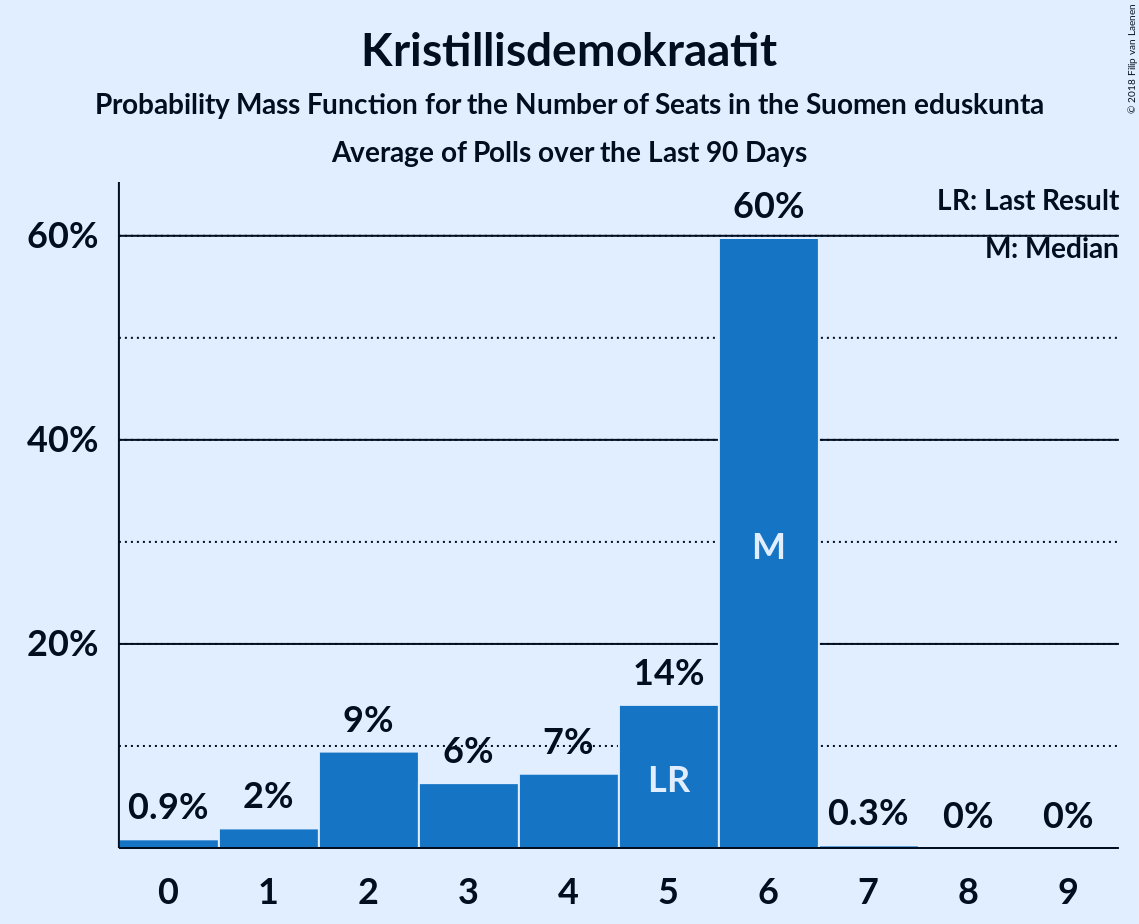 Kristillisdemokraatit
Probability Mass Function for the Number of Seats in the Suomen eduskunta
Average of Polls over the Last 90 Days
© 2018 Filip van Laenen
LR: Last Result
M: Median
60%
40%
20%
0.9%
2%
9%
6%
7%
14%
60%
0.3%
0%
0%
LR
M
0 1 2 3 4 5 6 7 8 9